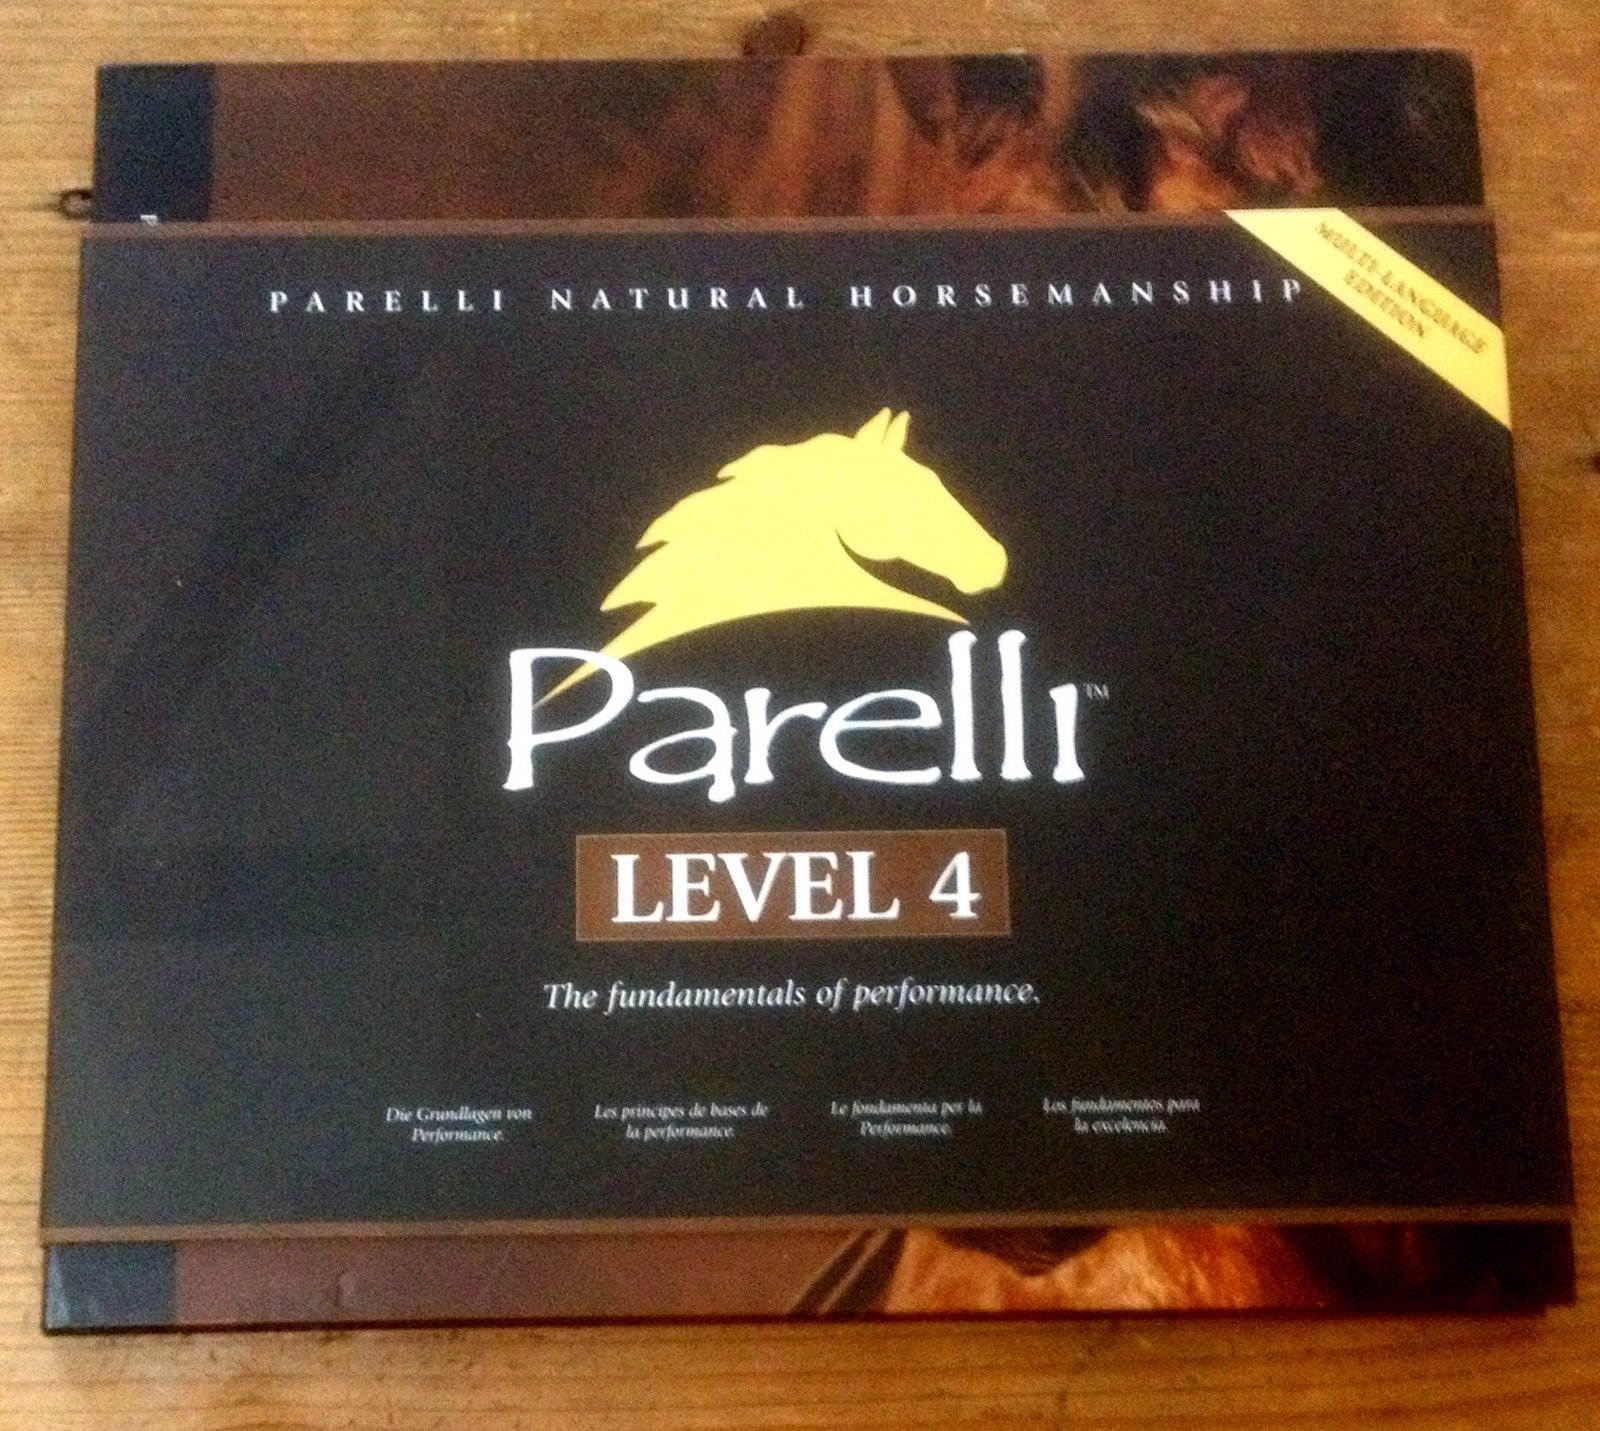 PARELLI NATURAL HORSEMANSHIP
MULTI-LANGUAGE
EDITION
Parelli™
LEVEL 4
The fundamentals of performance.
Die Grundlagen von
Performance.
Les principes de bases de
la performance.
Le fondamenta per la
Performance.
Los fundamentos para
la excelencia.